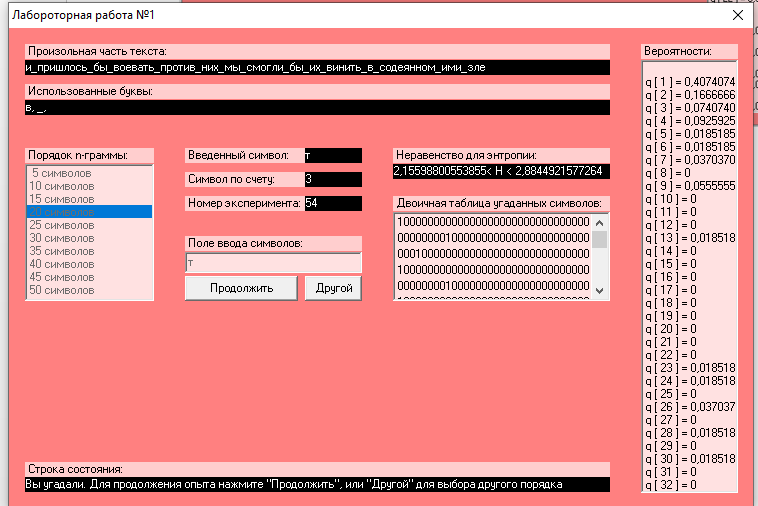 Лабороторная работа №1
Произольная часть текста:
и_пришлось_бы_воевать_против_них_мы_смогли_бы_их_винить_в_содеянном_ими_зле
Использованные буквы:
в, _,
Порядок n-граммы:
5 символов
10 символов
15 символов
25 символов
30 символов
35 символов
40 символов
45 символов
50 символов
Введенный символ: т
Символ по счету: 3
Номер эксперимента: 54
Поле ввода символов:
т
Продолжить
Другой
Неравенство для энтропии:
2,15598800553855< H < 2,8844921577264
Двоичная таблица угаданных символов:
10000000000000000000000000000000
00000001000000000000000000000000
00010000000000000000000000000000
10000000000000000000000000000000
00000001000000000000000000000000
Вероятности:
q [ 1 ] = 0,4074074
q [ 2 ] = 0,1666666
q [ 3 ] = 0,0740740
q [ 4 ] = 0,0925925
q [ 5 ] = 0,0185185
q [ 6 ] = 0,0185185
q [ 7 ] = 0,0370370
q [ 8 ] = 0
q [ 9 ] = 0,0555555
q [ 10 ] = 0
q [ 11 ] = 0
q [ 12 ] = 0
q [ 13 ] = 0,018518
q [ 14 ] = 0
q [ 15 ] = 0
q [ 16 ] = 0
q [ 17 ] = 0
q [ 18 ] = 0
q [ 19 ] = 0
q [ 20 ] = 0
q [ 21 ] = 0
q [ 22 ] = 0
q [ 23 ] = 0,018518
q [ 24 ] = 0,018518
q [ 25 ] = 0
q [ 26 ] = 0,037037
q [ 27 ] = 0
q [ 28 ] = 0,018518
q [ 29 ] = 0
q [ 30 ] = 0,018518
q [ 31 ] = 0
q [ 32 ] = 0
Строка состояния:
Вы угадали. Для продолжения опыта нажмите "Продолжить", или "Другой" для выбора другого порядка